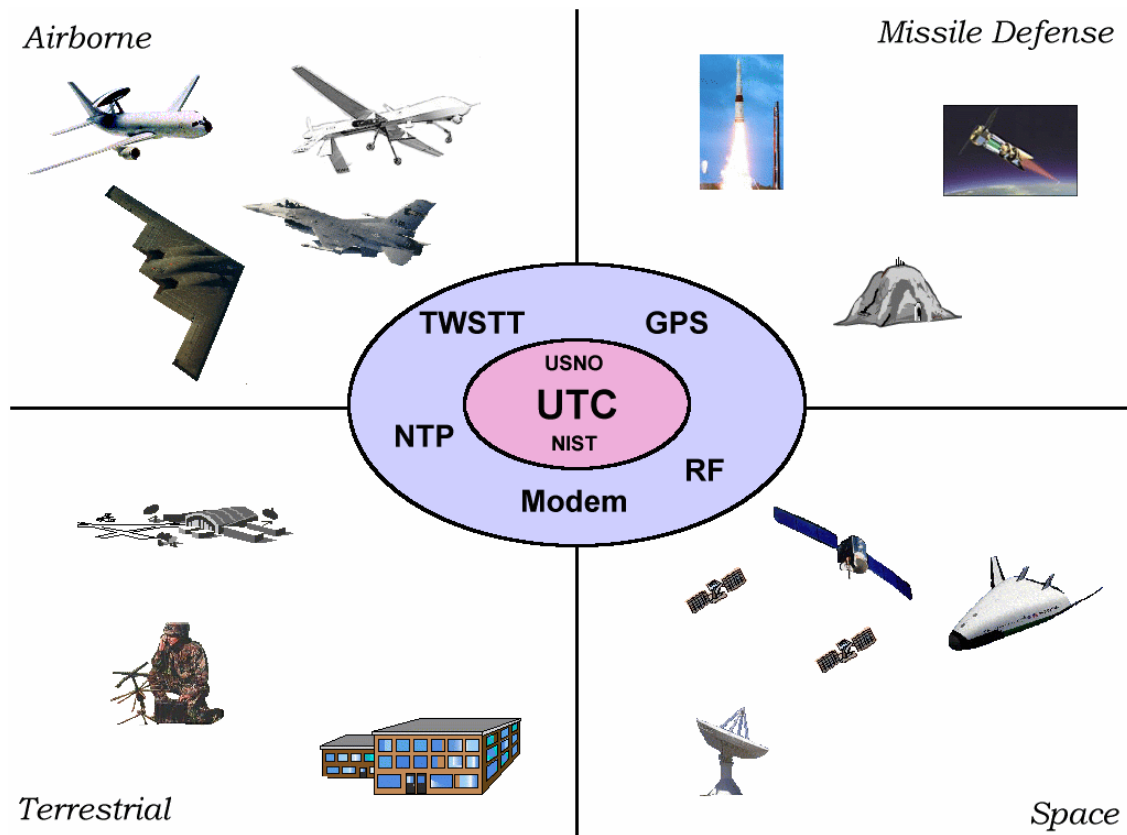 Airborne
Missile Defense
TWSTT
GPS
USNO
UTC
NIST
NTP
RF
Modem
Terrestrial
Space